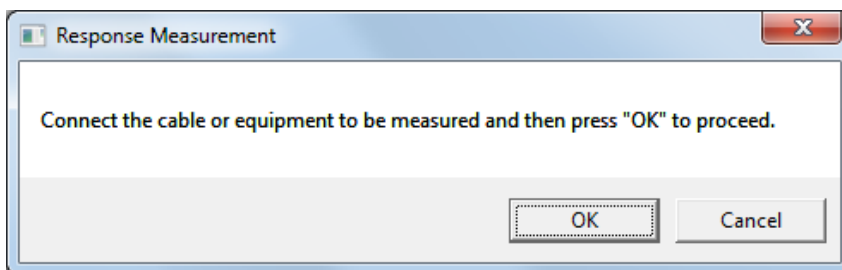 Response Measurement
Connect the cable or equipment to be measured and then press "OK" to proceed.
OK Cancel